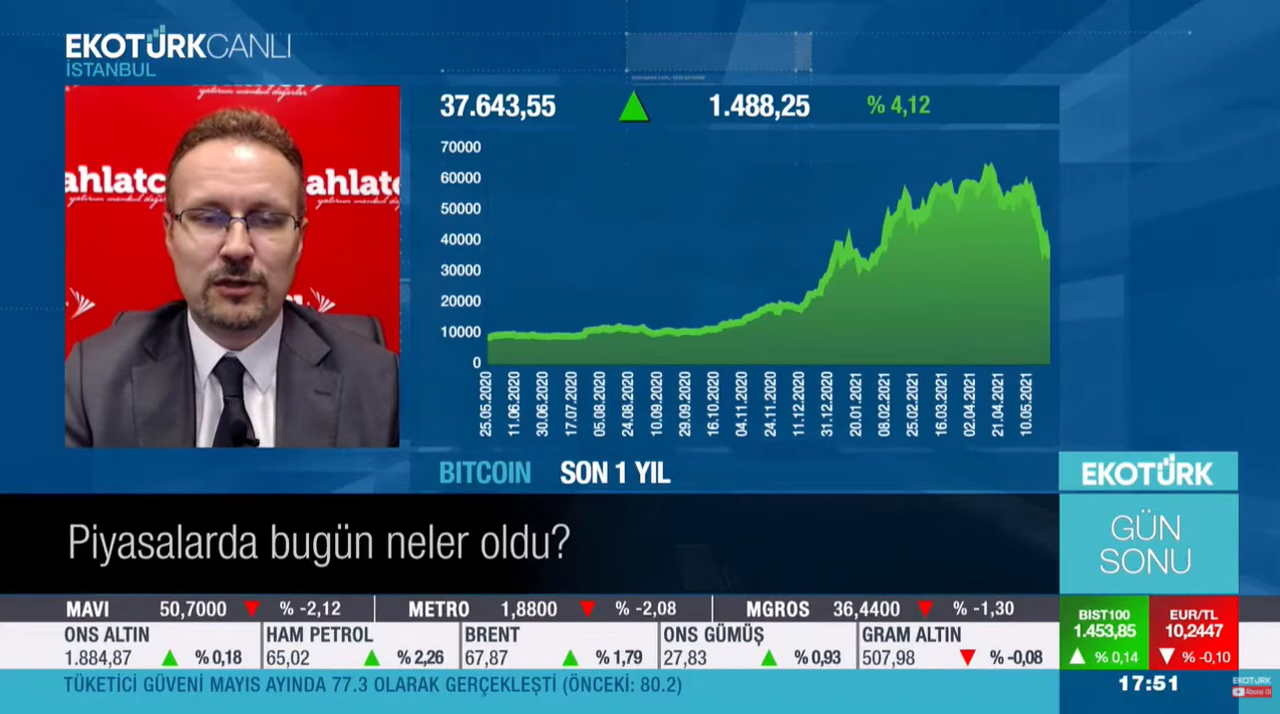 EKOTÜRK CANLI
İSTANBUL
ahlatc
yatırım menkul değerler
ahlatc
yatırım menkul değerler
37.643,55 1.488,25 % 4,12
70000
60000
50000
40000
30000
20000
10000
0
25.05.2020
11.06.2020
30.06.2020
17.07.2020
05.08.2020
24.08.2020
10.09.2020
29.09.2020
16.10.2020
04.11.2020
24.11.2020
11.12.2020
31.12.2020
20.01.2021
08.02.2021
25.02.2021
16.03.2021
02.04.2021
21.04.2021
10.05.2021
BITCOIN SON 1 YIL
EKOTÜRK
GÜN
SONU
Piyasalarda bugün neler oldu?
MAVI 50,7000 % -2,12 METRO 1,8800 % -2,08 MGROS 36,4400 % -1,30
ONS ALTIN HAM PETROL BRENT ONS GÜMÜŞ GRAM ALTIN
1.884,87 % 0,18 65,02 % 2,26 67,87 % 1,79 27,83 % 0,93 507,98 % -0,08
BIST100 EUR/TL
1.453,85 10,2447
% 0,14 % -0,10
TÜKETİCİ GÜVENİ MAYIS AYINDA 77.3 OLARAK GERÇEKLEŞTİ (ÖNCEKİ: 80.2)
17:51
EKOTÜRK
Abone Ol